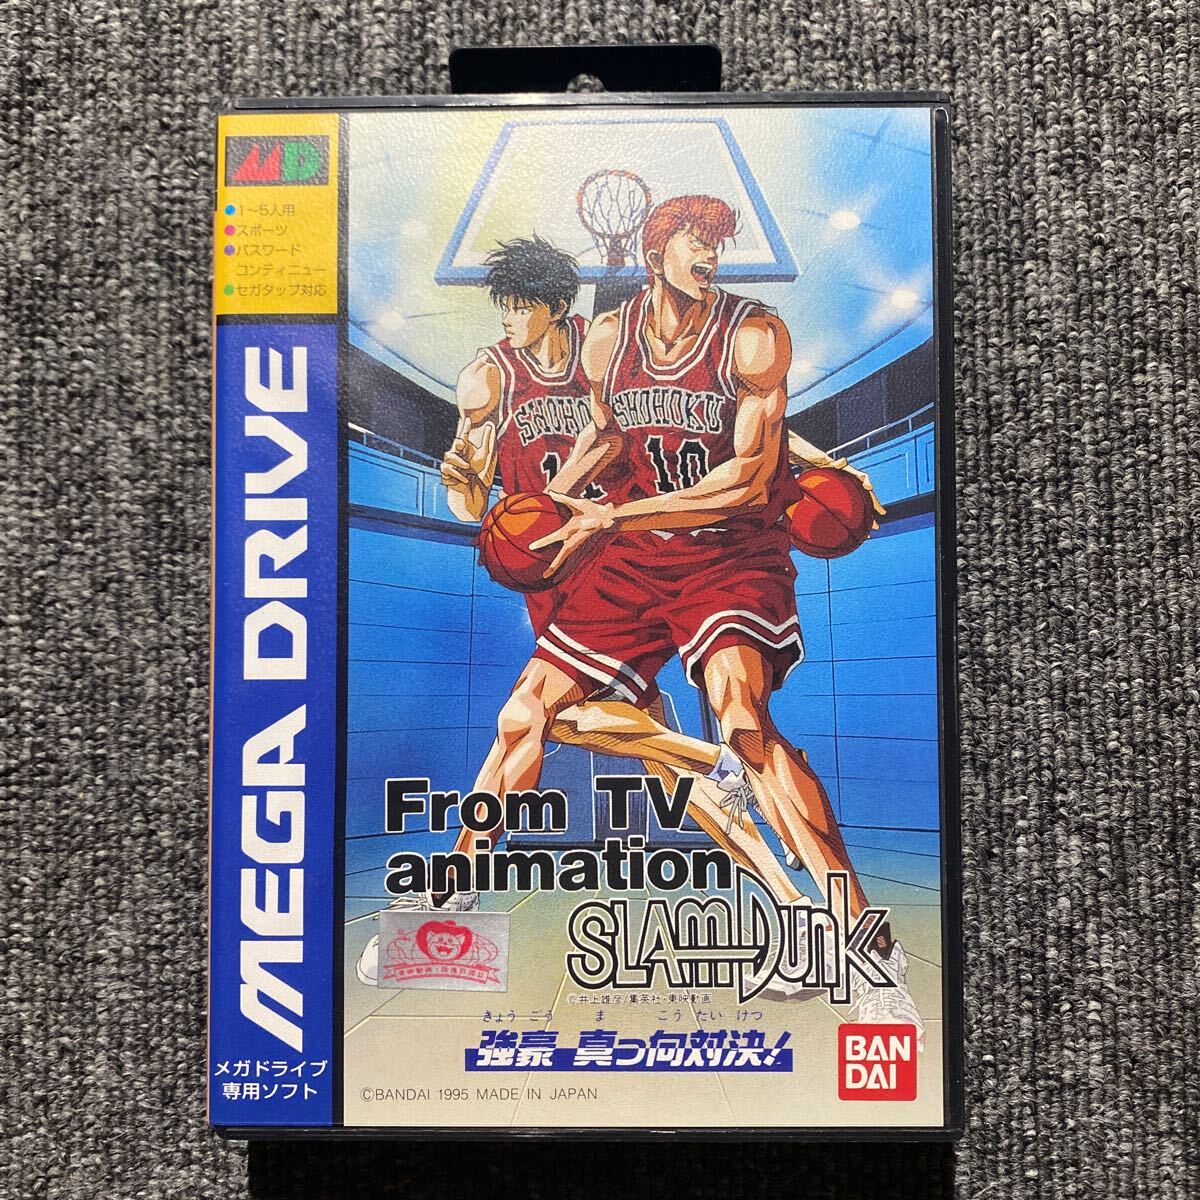 MD
●1〜5人用
●スポーツ
●パスワード
コンティニュー
●セガタップ対応
MEGA DRIVE
メガドライブ
専用ソフト
SHOHO
11
SHOHOKU
10
From TV
animation
SLAM DUNK
©井上雄彦/集英社・東映動画
きょう ごう ま こう たい けつ
強豪 真っ向対決!
BAN
DAI
©BANDAI 1995 MADE IN JAPAN